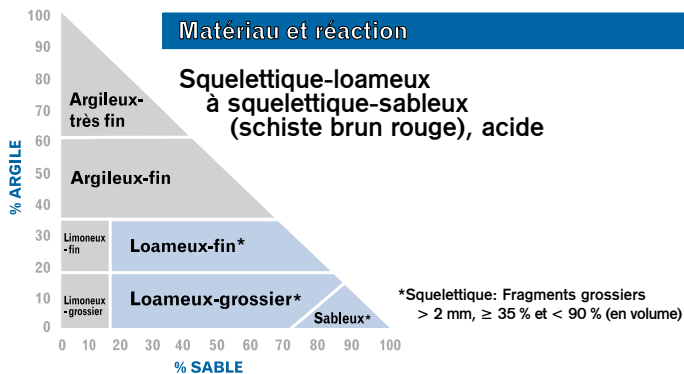 Matériau et réaction
Squelettique-loameux
à squelettique-sableux
(schiste brun rouge), acide
% ARGILE
100
90
80
70
60
50
40
30
20
10
0
Argileux-
très fin
Argileux-fin
Limoneux
-fin
Loameux-fin*
Limoneux-
-grossier
Loameux-grossier*
Sableux*
0 10 20 30 40 50 60 70 80 90 100
% SABLE
*Squelettique: Fragments grossiers
> 2 mm, ≥ 35 % et < 90 % (en volume)